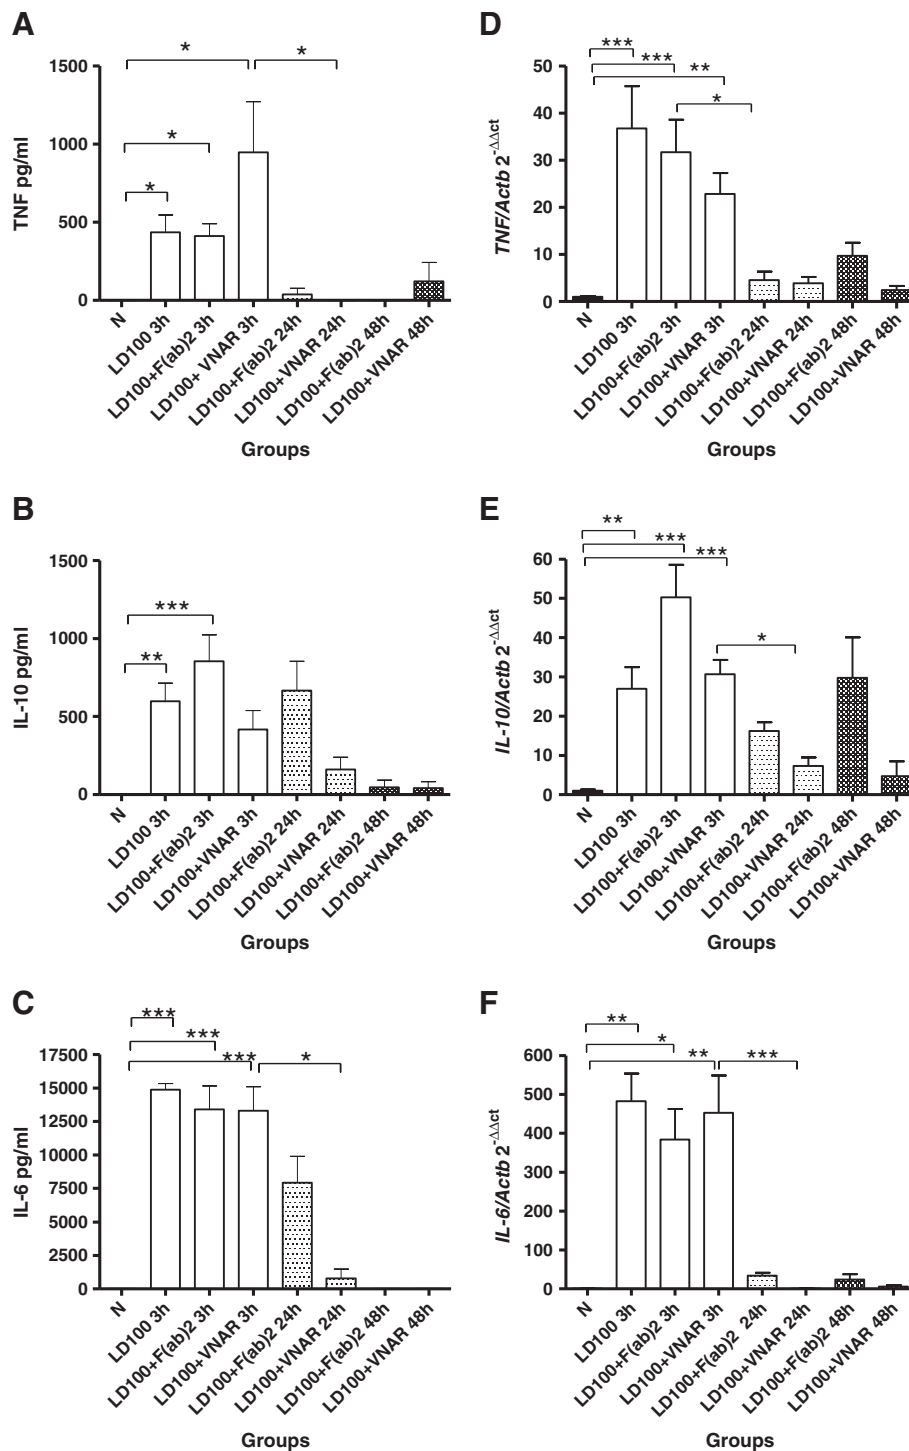 A
* *
1500
1000
500
0
*
*
TNF pg/ml
N
LD100 3h
LD100+F(ab)2 3h
LD100+ VNAR 3h
LD100+F(ab)2 24h
LD100+ VNAR 24h
LD100+F(ab)2 48h
LD100+VNAR 48h
Groups
D
***
***
**
*
50
40
30
20
10
0
TNF/Actb 2^-ΔΔct
N
LD100 3h
LD100+F(ab)2 3h
LD100+VNAR 3h
LD100+F(ab)2 24h
LD100+VNAR 24h
LD100+F(ab)2 48h
LD100+VNAR 48h
Groups
B
1500
1000
500
0
***
**
IL-10 pg/ml
N
LD100 3h
LD100+F(ab)2 3h
LD100+VNAR 3h
LD100+F(ab)2 24h
LD100+VNAR 24h
LD100+F(ab)2 48h
LD100+VNAR 48h
Groups
E
**
***
***
*
60
50
40
30
20
10
0
IL-10/Actb 2^-ΔΔct
N
LD100 3h
LD100+F(ab)2 3h
LD100+VNAR 3h
LD100+F(ab)2 24h
LD100+VNAR 24h
LD100+F(ab)2 48h
LD100+VNAR 48h
Groups
C
***
***
*** *
17500
15000
12500
10000
7500
5000
2500
0
IL-6 pg/ml
N
LD100 3h
LD100+F(ab)2 3h
LD100+VNAR 3h
LD100+F(ab)2 24h
LD100+VNAR 24h
LD100+F(ab)2 48h
LD100+VNAR 48h
Groups
F
**
*
** ***
600
500
400
300
200
100
0
IL-6/Actb 2^-ΔΔct
N
LD100 3h
LD100+F(ab)2 3h
LD100+VNAR 3h
LD100+F(ab)2 24h
LD100+VNAR 24h
LD100+F(ab)2 48h
LD100+VNAR 48h
Groups